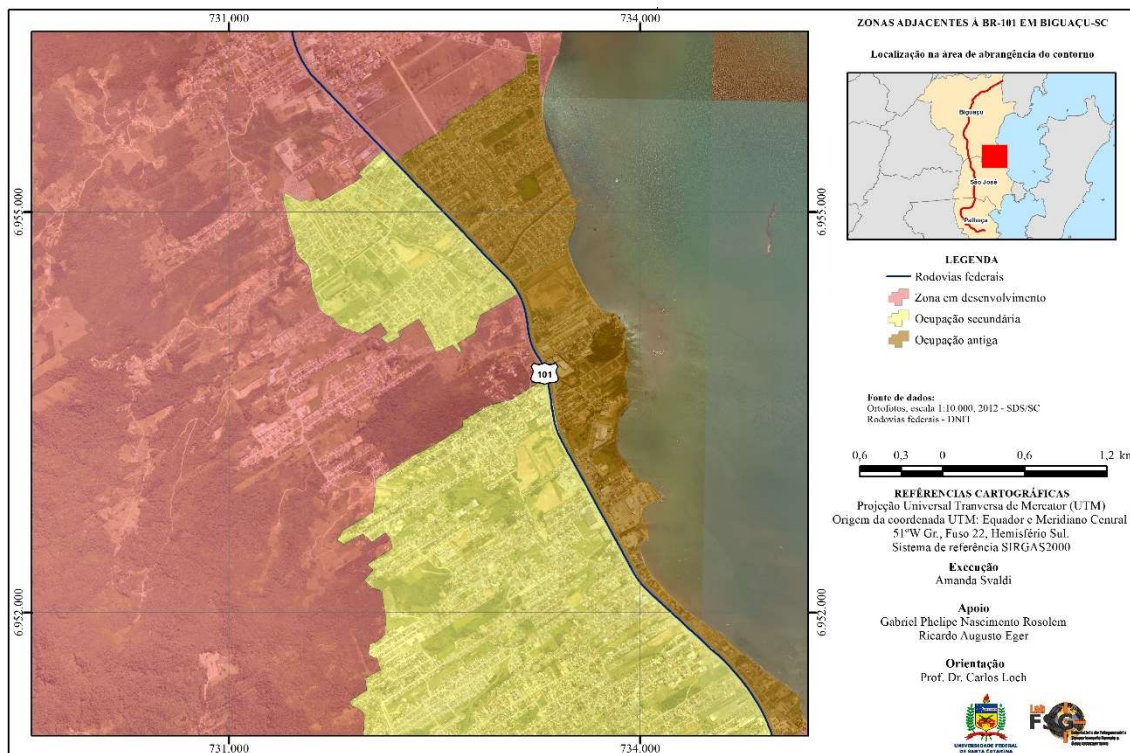 731.000
734.000
6.955.000
6.952.000
101
731.000
734.000
6.955.000
6.952.000
ZONAS ADJACENTES À BR-101 EM BIGUAÇU-SC
Localização na área de abrangência do contorno
Biguaçu
São José
Palhoça
LEGENDA
Rodovias federais
Zona em desenvolvimento
Ocupação secundária
Ocupação antiga
Fonte de dados:
Ortofotos, escala 1:10.000, 2012 - SDS/SC
Rodovias federais - DNIT
0,6 0,3 0 0,6 1,2 km
REFÊRENCIAS CARTOGRÁFICAS
Projeção Universal Tranversa de Mercator (UTM)
Origem da coordenada UTM: Equador e Meridiano Central
51ºW Gr., Fuso 22, Hemisfério Sul.
Sistema de referência SIRGAS2000
Execução
Amanda Svaldi
Apoio
Gabriel Phelipe Nascimento Rosolem
Ricardo Augusto Eger
Orientação
Prof. Dr. Carlos Loch
UNIVERSIDADE FEDERAL
DE SANTA CATARINA
Lab
FSG